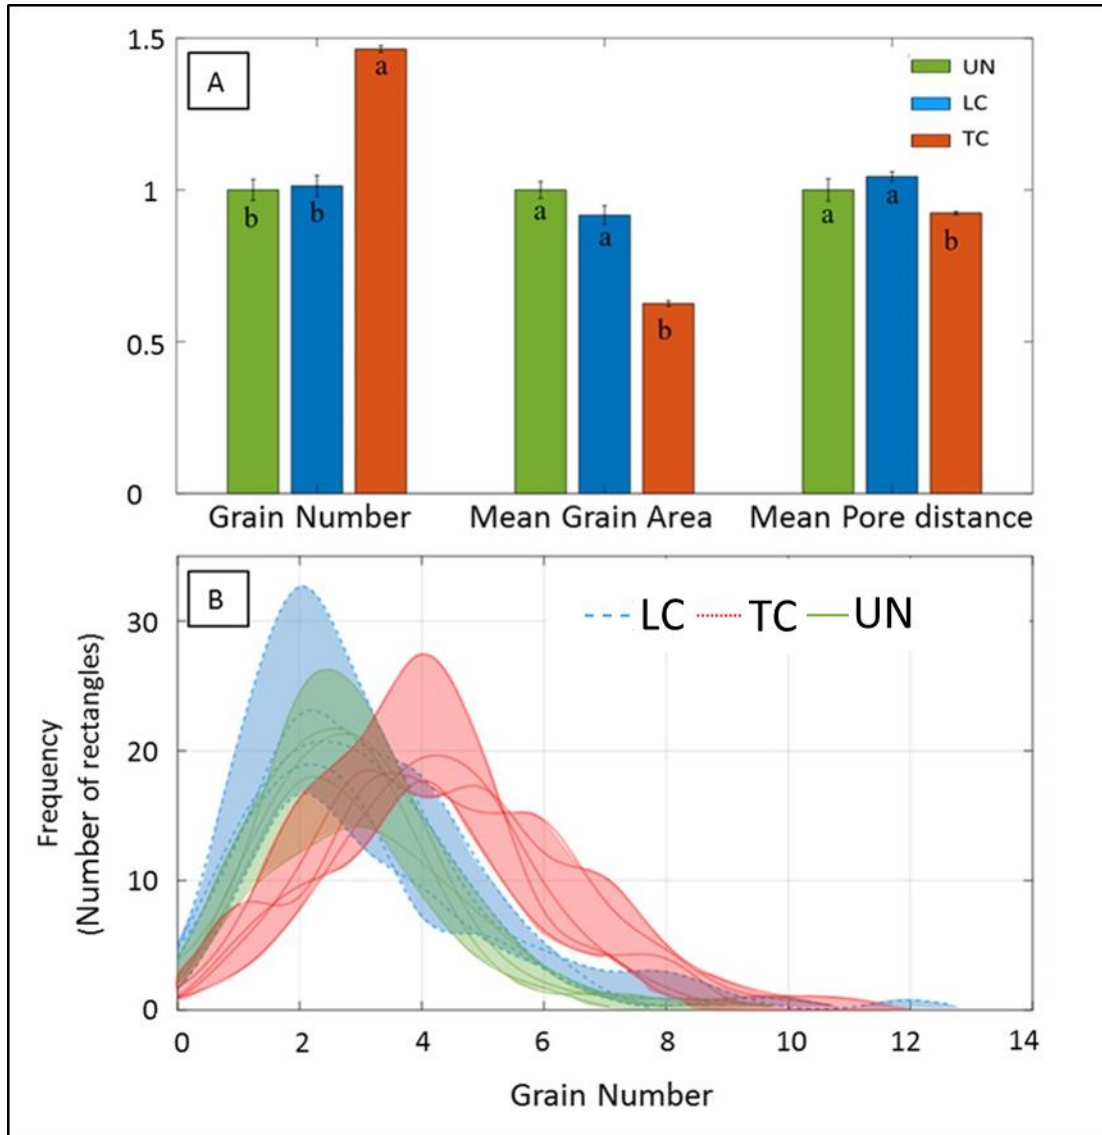 A
1.5
1
0.5
0
UN
LC
TC
b
b
a
a
a
b
a
a
b
Grain Number
Mean Grain Area
Mean Pore distance
B
LC TC UN
Frequency
(Number of rectangles)
30
20
10
0
0 2 4 6 8 10 12 14
Grain Number